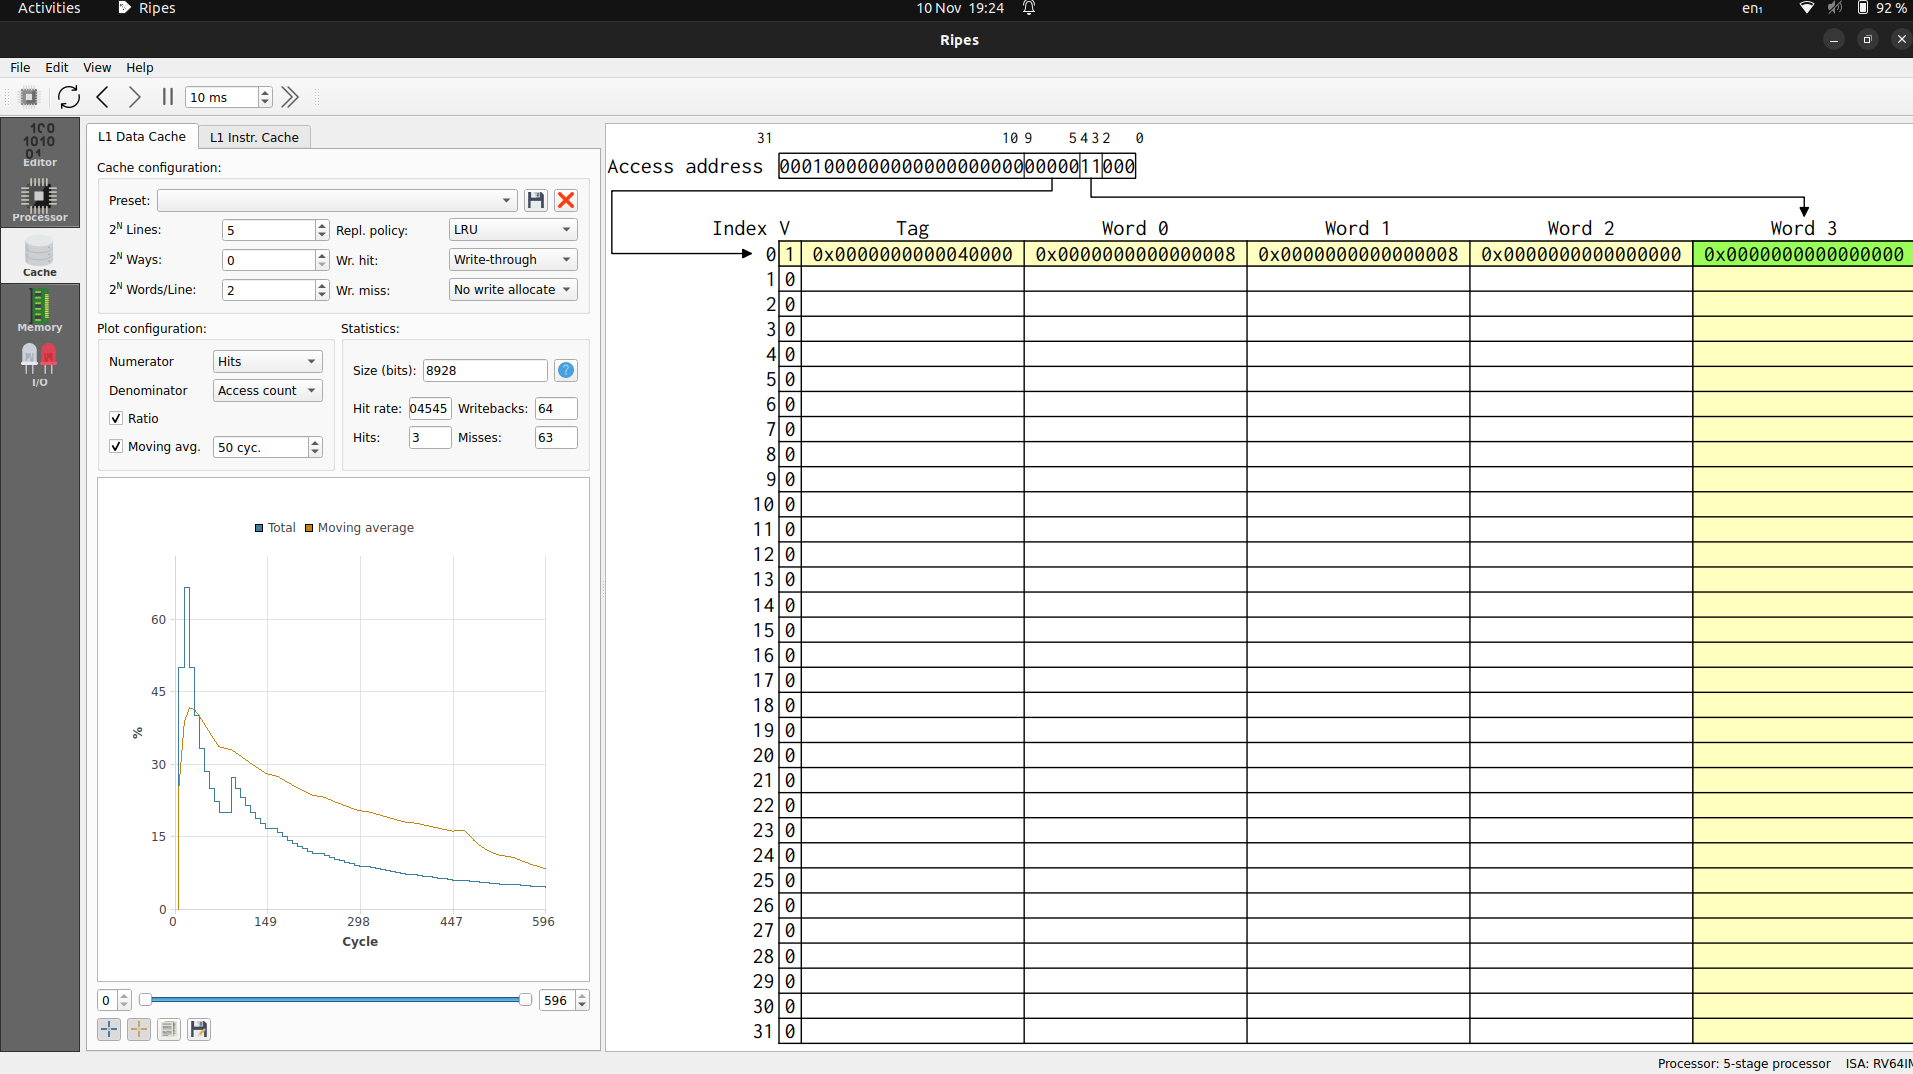 Activities Ripes 10 Nov 19:24 en₁ 92 %
Ripes
File Edit View Help
10 ms
Editor
Processor
Cache
Memory
I/O
L1 Data Cache L1 Instr. Cache
Cache configuration:
Preset:
2ᴺ Lines: 5 Repl. policy: LRU
2ᴺ Ways: 0 Wr. hit: Write-through
2ᴺ Words/Line: 2 Wr. miss: No write allocate
Plot configuration: Statistics:
Numerator Hits
Denominator Access count
Ratio
Moving avg. 50 cyc.
Size (bits): 8928
Hit rate: 04545 Writebacks: 64
Hits: 3 Misses: 63
Total Moving average
60
45
%
30
15
0
0 149 298 447 596
Cycle
0 596
31 10 9 5 4 3 2 0
Access address 00010000000000000000000000011000
Index V Tag Word 0 Word 1 Word 2 Word 3
0 1 0x0000000000040000 0x0000000000000008 0x0000000000000008 0x0000000000000000 0x0000000000000000
1 0
2 0
3 0
4 0
5 0
6 0
7 0
8 0
9 0
10 0
11 0
12 0
13 0
14 0
15 0
16 0
17 0
18 0
19 0
20 0
21 0
22 0
23 0
24 0
25 0
26 0
27 0
28 0
29 0
30 0
31 0
Processor: 5-stage processor ISA: RV64I